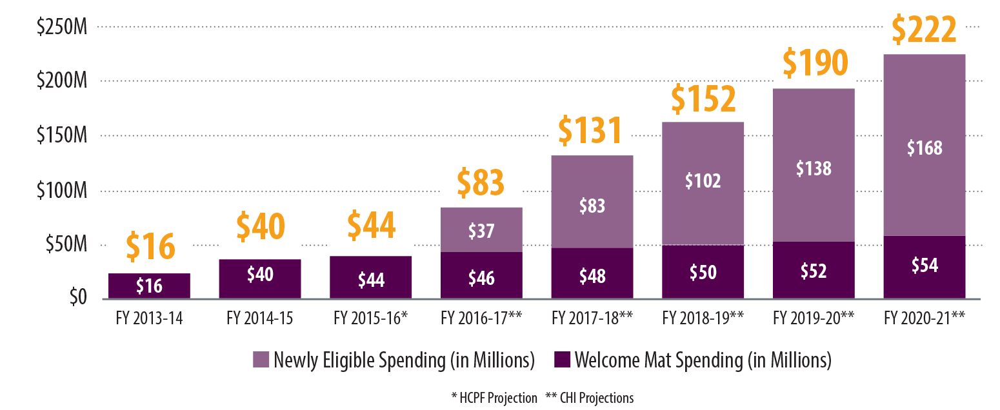 $250M
$200M
$150M
$100M
$50M
$0
$16
$40
$44
$83
$131
$152
$190
$222
$37
$83
$102
$138
$168
$16
$40
$44
$46
$48
$50
$52
$54
FY 2013-14
FY 2014-15
FY 2015-16*
FY 2016-17**
FY 2017-18**
FY 2018-19**
FY 2019-20**
FY 2020-21**
Newly Eligible Spending (in Millions)
Welcome Mat Spending (in Millions)
* HCPF Projection ** CHI Projections